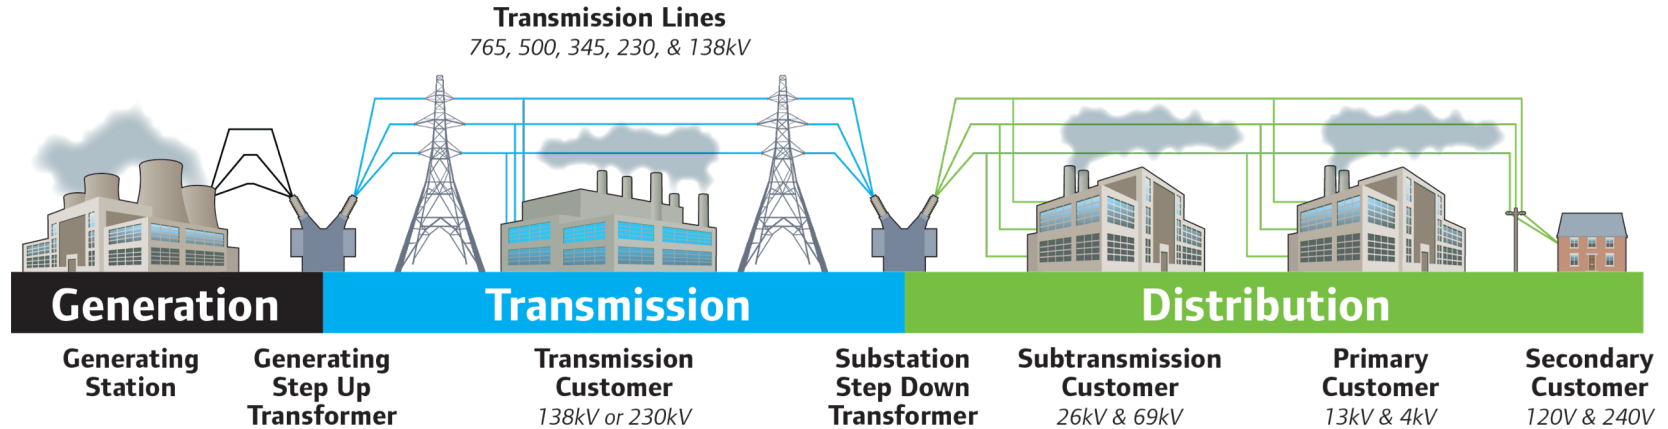 Transmission Lines
765, 500, 345, 230, & 138kV
Generation
Transmission
Distribution
Generating
Station
Generating
Step Up
Transformer
Transmission
Customer
138kV or 230kV
Substation
Step Down
Transformer
Subtransmission
Customer
26kV & 69kV
Primary
Customer
13kV & 4kV
Secondary
Customer
120V & 240V